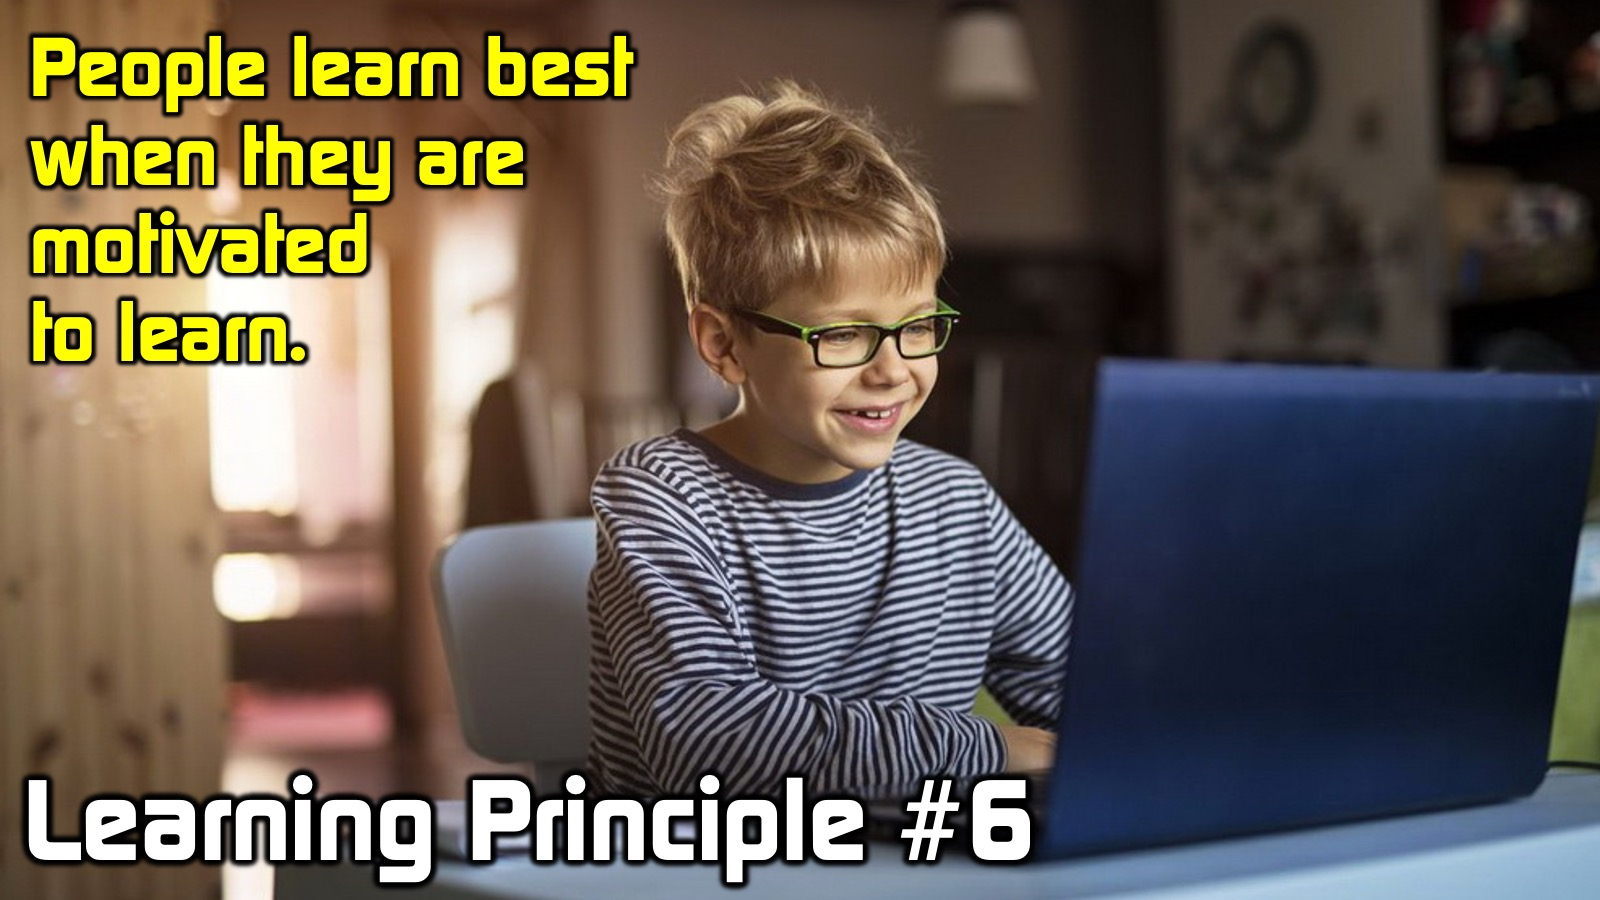 People learn best
when they are
motivated
to learn.
Learning Principle #6